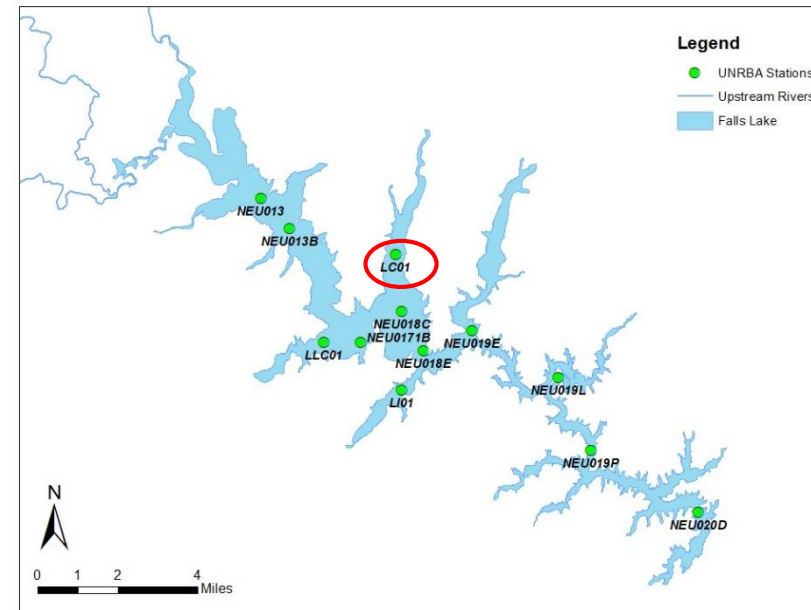 Legend
UNRBA Stations
Upstream Rivers
Falls Lake
NEU013
NEU013B
LC01
NEU018C
NEU0171B
LLC01
NEU018E
NEU019E
LI01
NEU019L
NEU019P
NEU020D
N
0 1 2 4
Miles